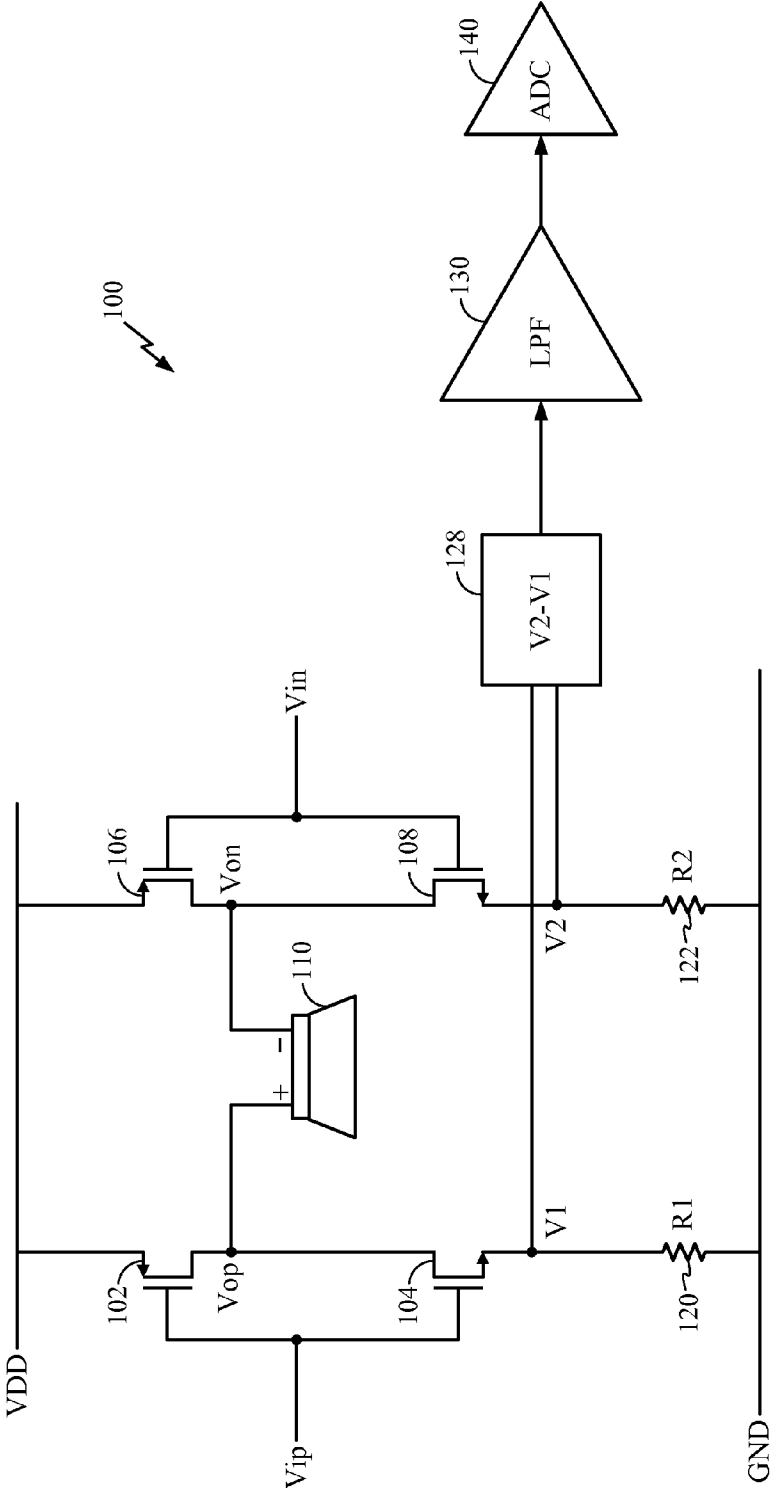 100
VDD
102
106
Vop
Von
Vip
Vin
+
-
110
104
108
V1
V2
128
V2-V1
130
LPF
140
ADC
120
R1
122
R2
GND